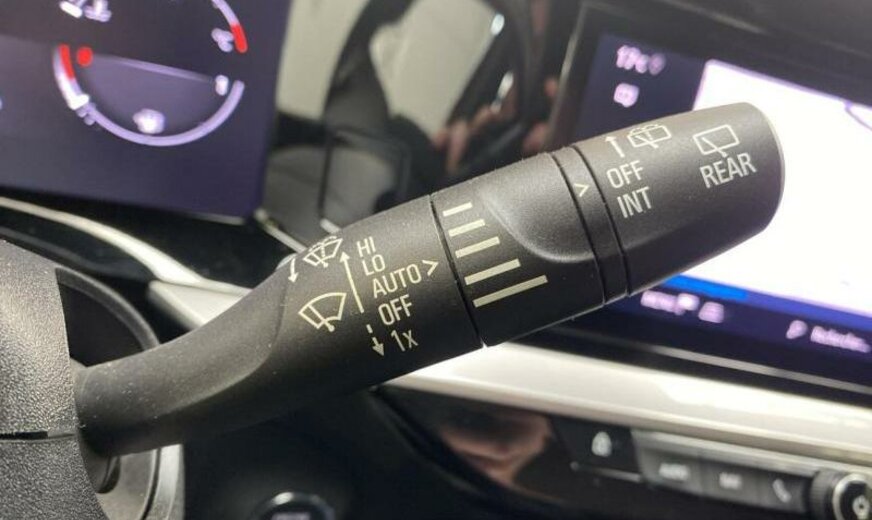 HI
LO
AUTO
OFF
1x
OFF
INT
REAR